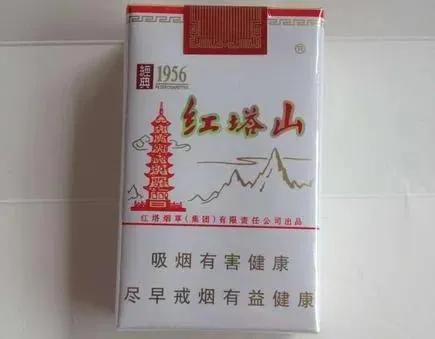 經典 1956
红塔山
®
红塔烟草(集团)有限责任公司出品
吸烟有害健康
尽早戒烟有益健康